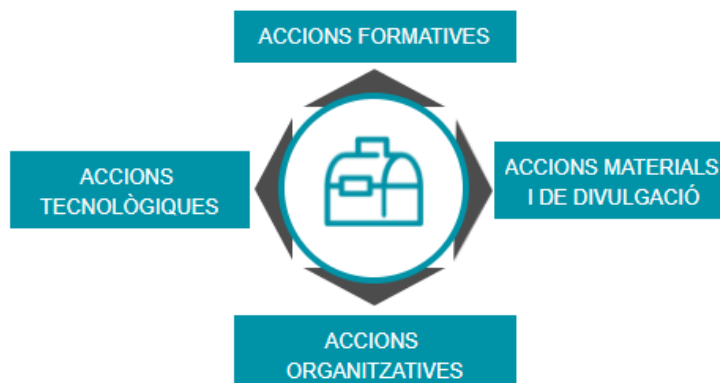 ACCIONS FORMATIVES
ACCIONS
TECNOLÒGIQUES
ACCIONS MATERIALS
I DE DIVULGACIÓ
ACCIONS
ORGANITZATIVES